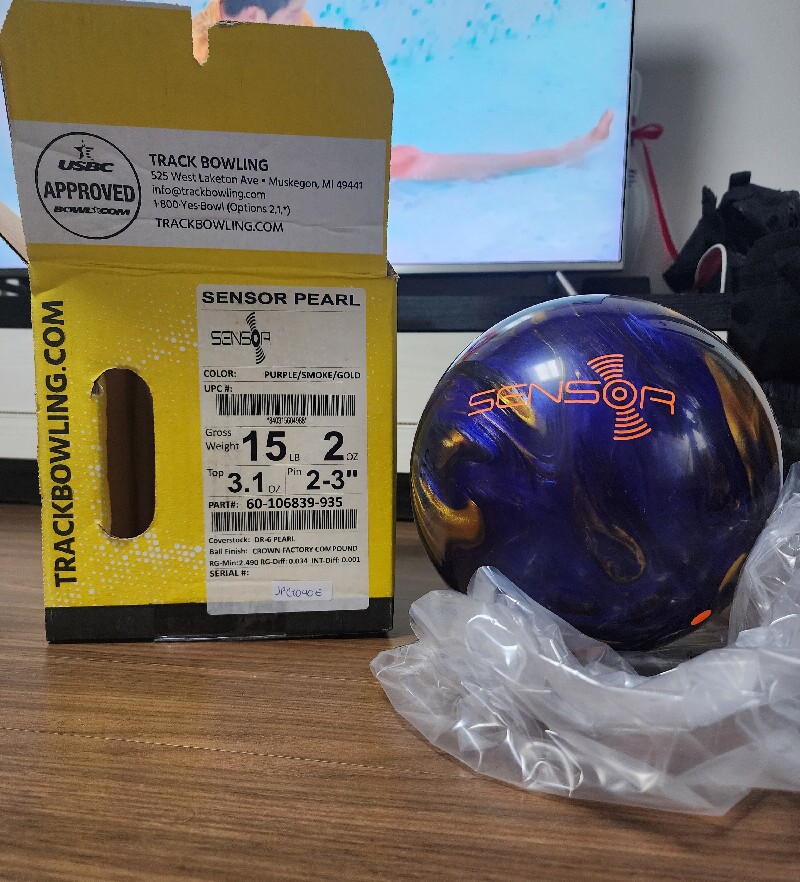 USBC
APPROVED
BOWL.COM
TRACK BOWLING
525 West Laketon Ave • Muskegon, MI 49441
info@trackbowling.com
1-800-Yes-Bowl (Options 2,1,*)
TRACKBOWLING.COM
TRACKBOWLING.COM
SENSOR PEARL
SENSOR
COLOR: PURPLE/SMOKE/GOLD
UPC #:
Gross Weight 15 LB 2 OZ
Top 3.1 OZ Pin 2-3"
PART#: 60-106839-935
Coverstock: DR-6 PEARL
Ball Finish: CROWN FACTORY COMPOUND
RG-Min:2.490 RG-Diff: 0.034 INT-Diff: 0.001
SERIAL #:
SENSOR